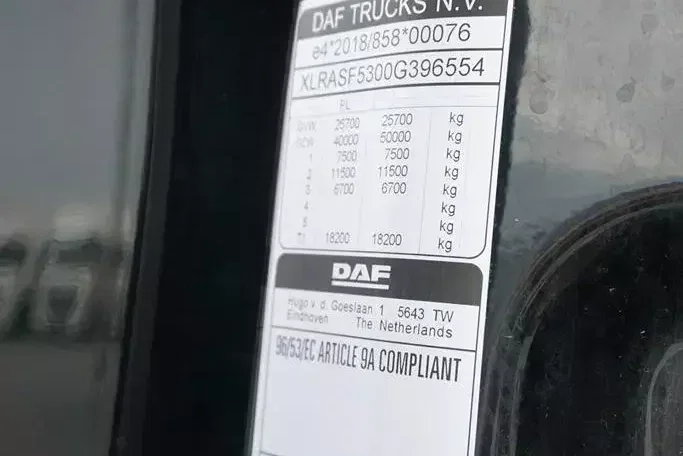 DAF TRUCKS N.V.
e4*2018/858*00076
XLRASF5300G396554
PL
GVW 25700 25700 kg
GCW 40000 50000 kg
1 7500 7500 kg
2 11500 11500 kg
3 6700 6700 kg
4 kg
5 kg
T1 18200 18200 kg
DAF
Hugo v. d. Goeslaan 1 5643 TW
Eindhoven The Netherlands
96/53/EC ARTICLE 9A COMPLIANT